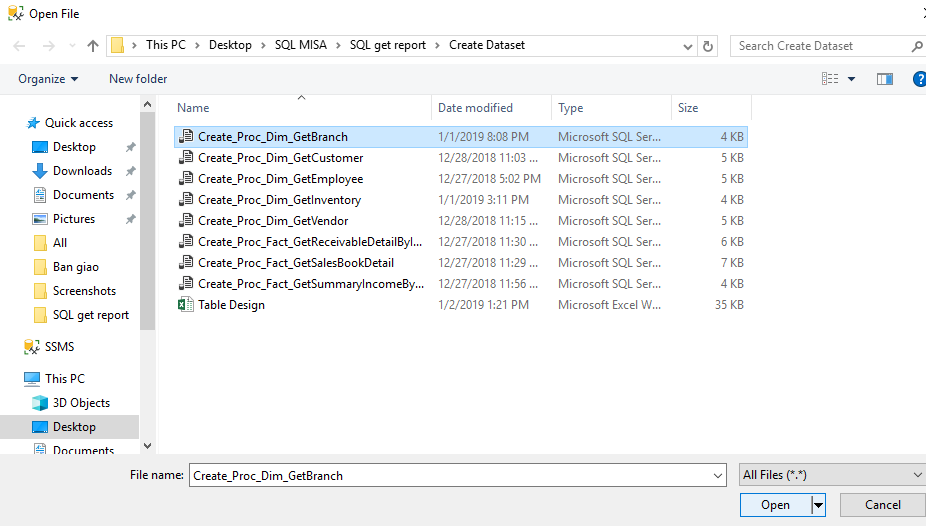 Open File
This PC > Desktop > SQL MISA > SQL get report > Create Dataset
Search Create Dataset
Organize New folder
Name Date modified Type Size
Quick access
Desktop
Downloads
Documents
Pictures
All
Ban giao
Screenshots
SQL get report
SSMS
This PC
3D Objects
Desktop
Documents
Create_Proc_Dim_GetBranch 1/1/2019 8:08 PM Microsoft SQL Ser... 4 KB
Create_Proc_Dim_GetCustomer 12/28/2018 11:03 ... Microsoft SQL Ser... 5 KB
Create_Proc_Dim_GetEmployee 12/27/2018 5:02 PM Microsoft SQL Ser... 5 KB
Create_Proc_Dim_GetInventory 1/1/2019 3:11 PM Microsoft SQL Ser... 4 KB
Create_Proc_Dim_GetVendor 12/28/2018 11:15 ... Microsoft SQL Ser... 5 KB
Create_Proc_Fact_GetReceivableDetailByI... 12/27/2018 11:30 ... Microsoft SQL Ser... 6 KB
Create_Proc_Fact_GetSalesBookDetail 12/27/2018 11:29 ... Microsoft SQL Ser... 7 KB
Create_Proc_Fact_GetSummaryIncomeBy... 12/27/2018 11:56 ... Microsoft SQL Ser... 4 KB
Table Design 1/2/2019 1:21 PM Microsoft Excel W... 35 KB
File name: Create_Proc_Dim_GetBranch All Files (*.*)
Open Cancel